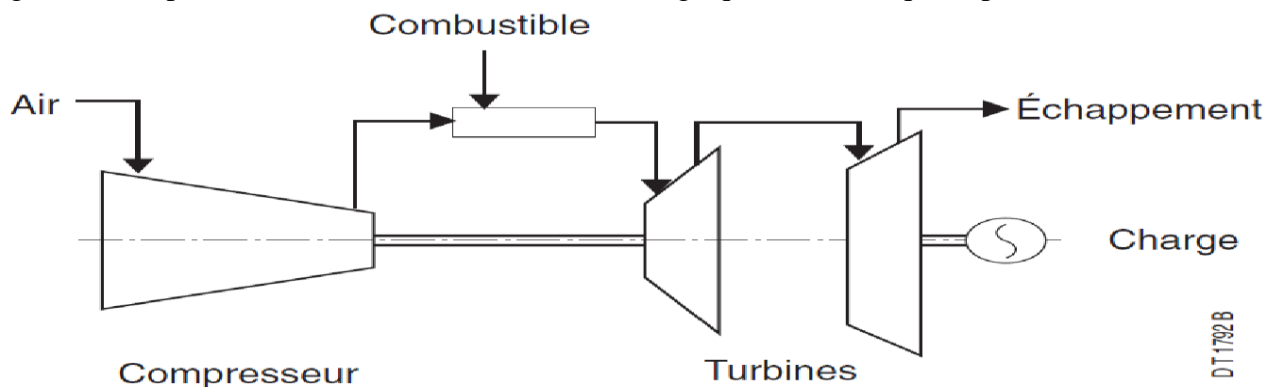 Combustible
Air
Échappement
Charge
Compresseur
Turbines
DT1792B